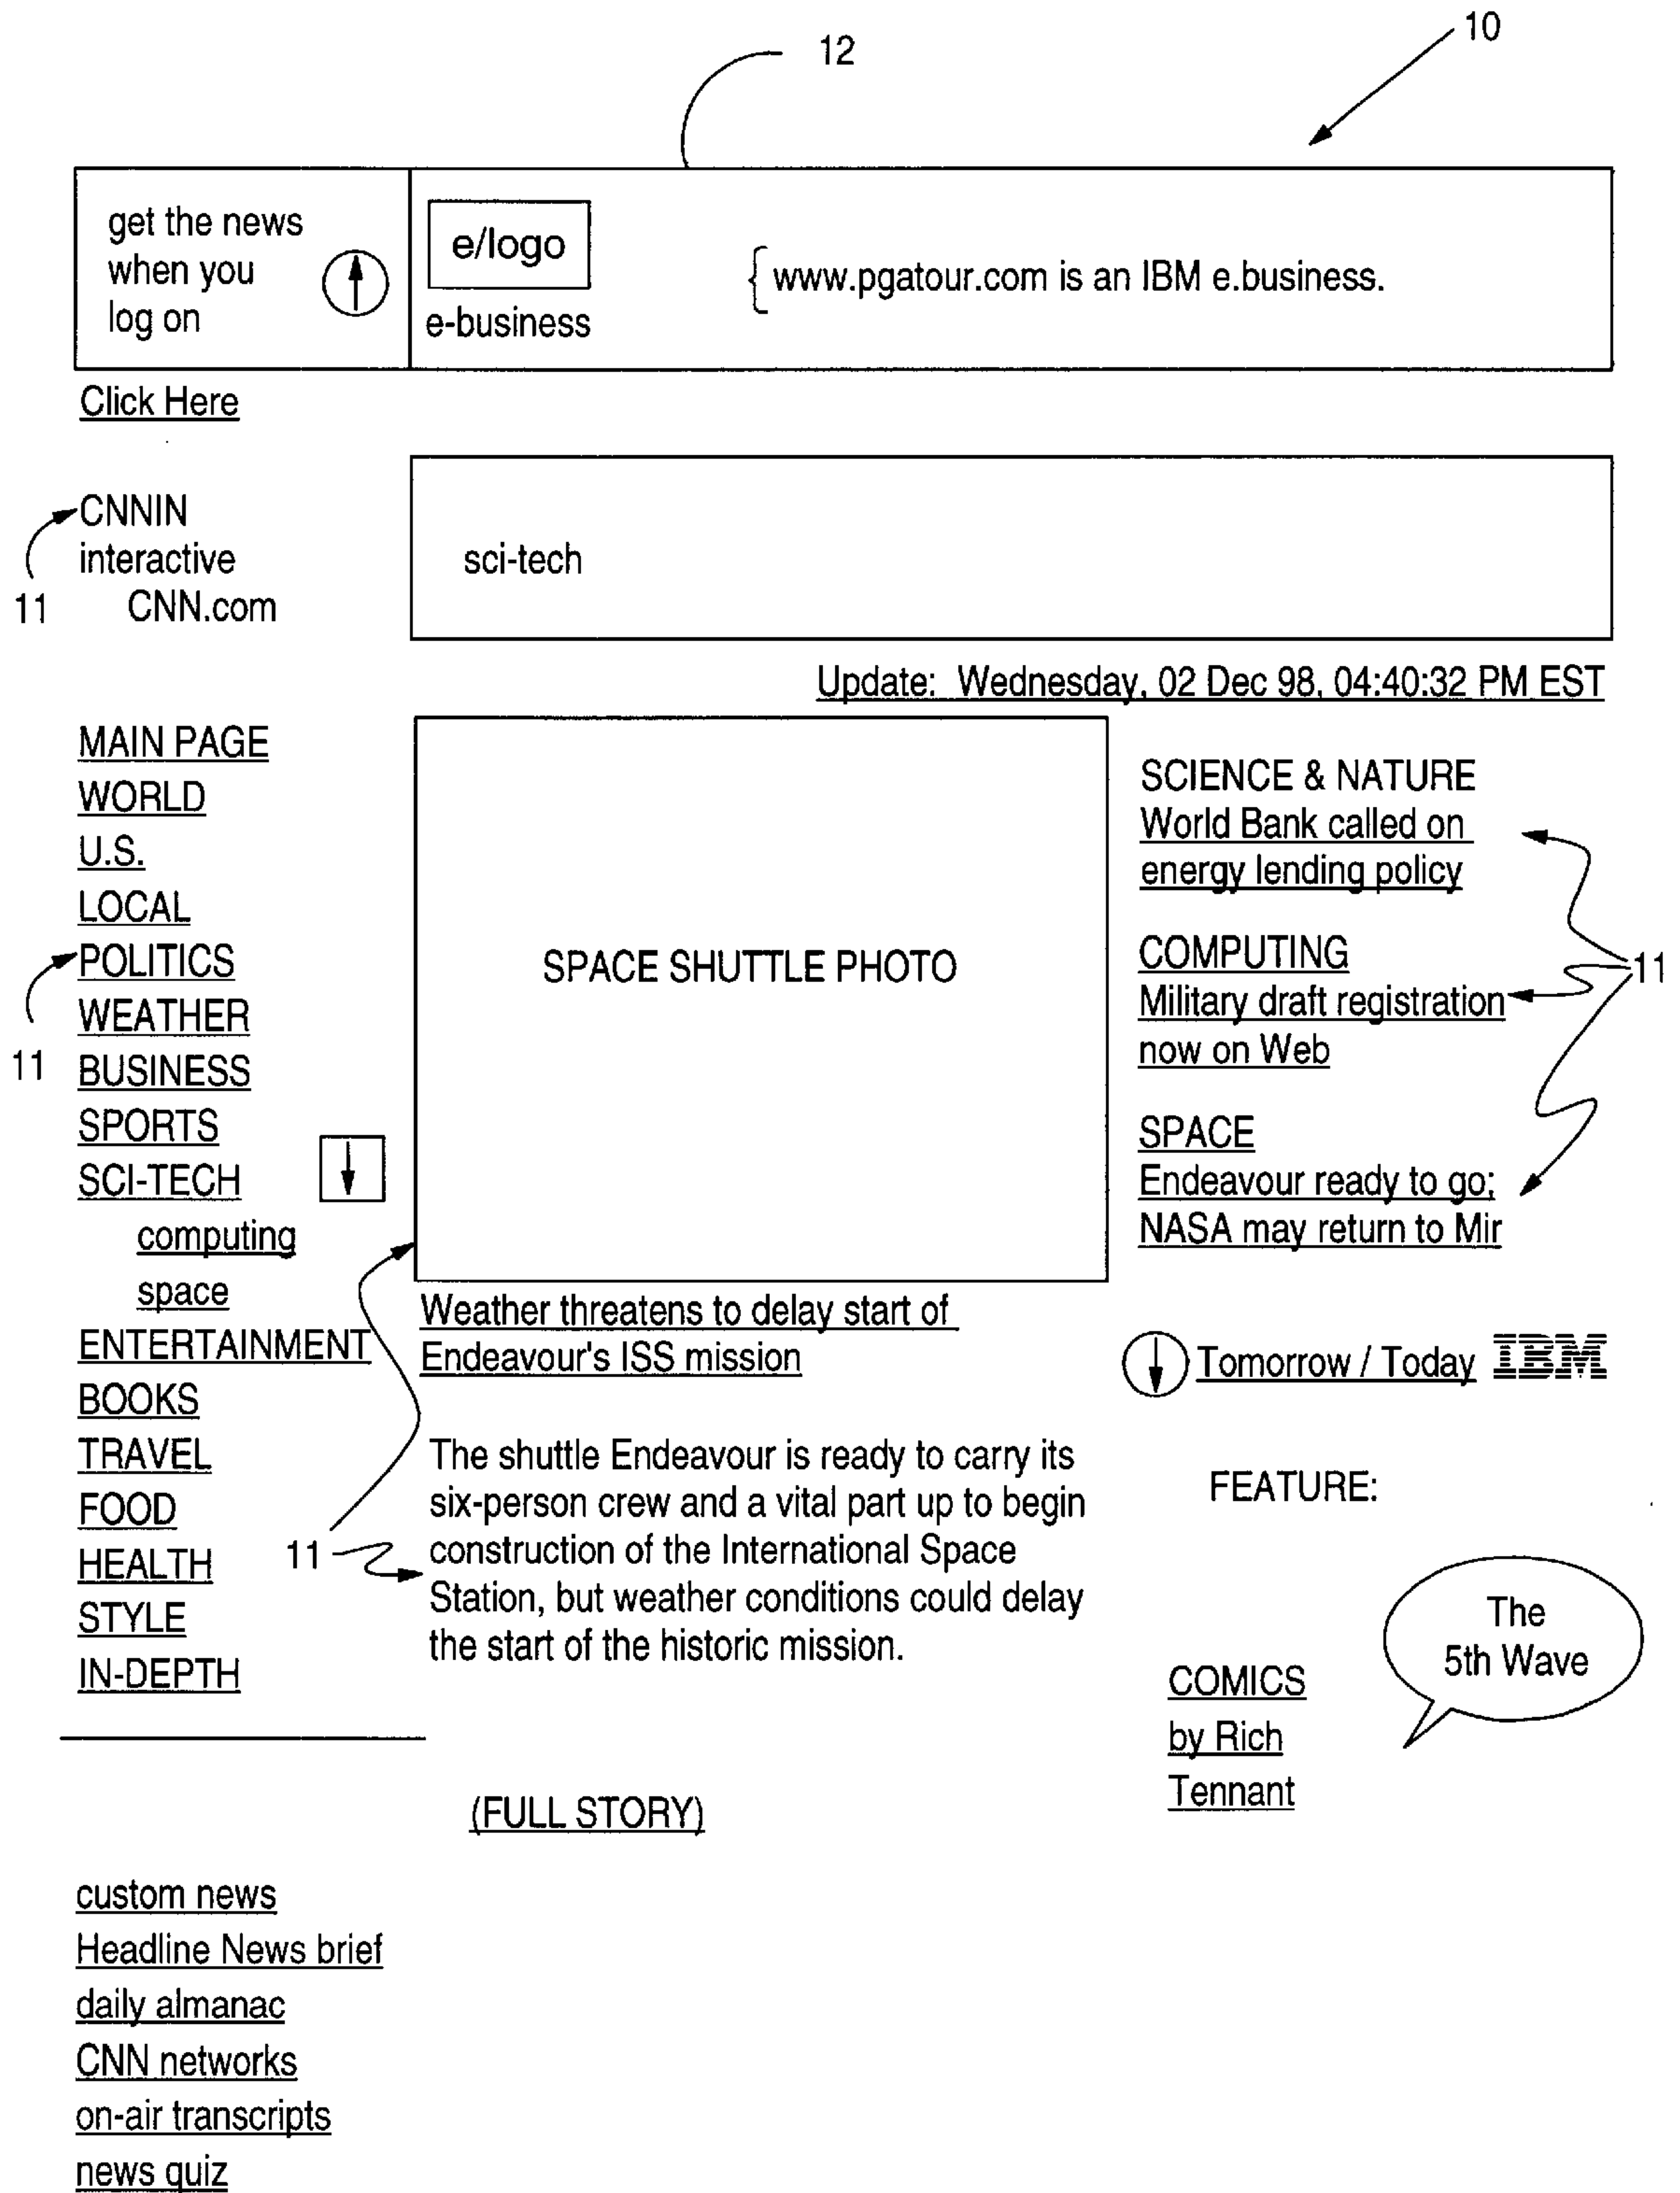 12
10
get the news
when you
log on
e/logo
e-business
{ www.pgatour.com is an IBM e.business.
Click Here
CNNIN
interactive
CNN.com
11
sci-tech
Update: Wednesday, 02 Dec 98, 04:40:32 PM EST
MAIN PAGE
WORLD
U.S.
LOCAL
POLITICS
11
WEATHER
BUSINESS
SPORTS
SCI-TECH
computing
space
ENTERTAINMENT
BOOKS
TRAVEL
FOOD
HEALTH
STYLE
IN-DEPTH
SPACE SHUTTLE PHOTO
Weather threatens to delay start of
Endeavour's ISS mission
11
The shuttle Endeavour is ready to carry its
six-person crew and a vital part up to begin
construction of the International Space
Station, but weather conditions could delay
the start of the historic mission.
(FULL STORY)
SCIENCE & NATURE
World Bank called on
energy lending policy
COMPUTING
Military draft registration
now on Web
11
SPACE
Endeavour ready to go;
NASA may return to Mir
Tomorrow / Today IBM
FEATURE:
The
5th Wave
COMICS
by Rich
Tennant
custom news
Headline News brief
daily almanac
CNN networks
on-air transcripts
news quiz